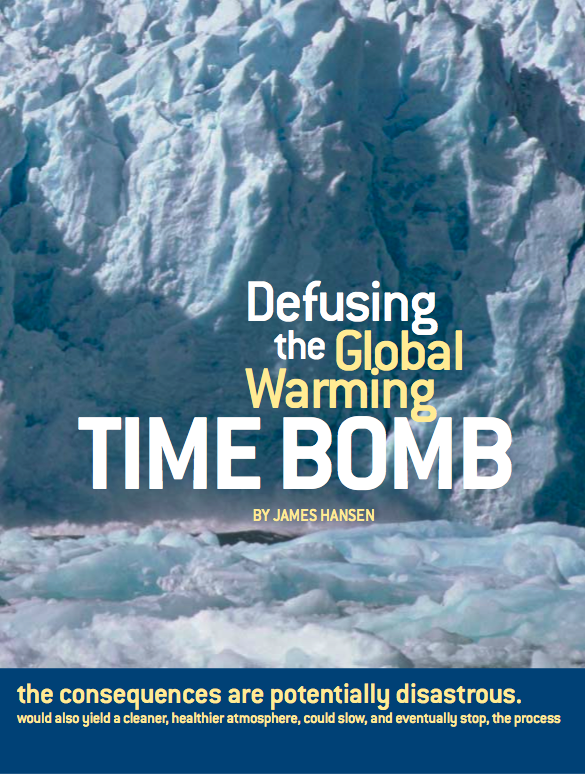 Defusing
the Global
Warming
TIME BOMB
BY JAMES HANSEN
the consequences are potentially disastrous.
would also yield a cleaner, healthier atmosphere, could slow, and eventually stop, the process